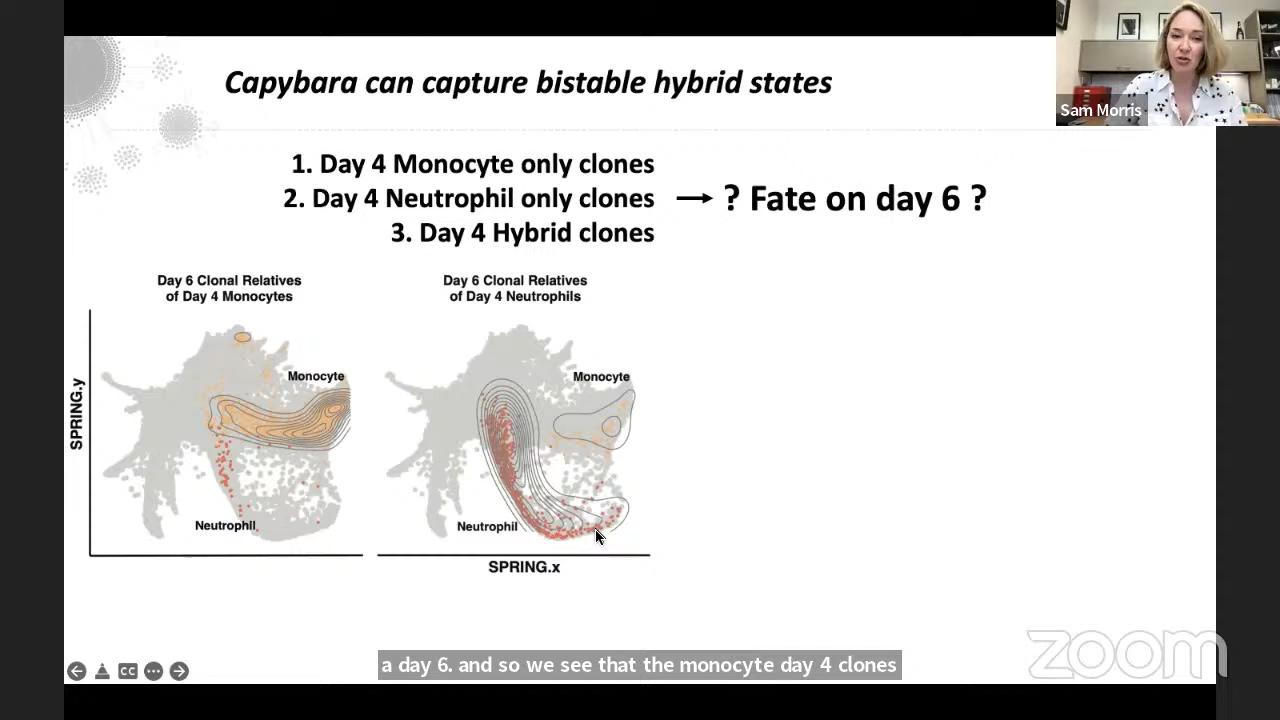 Capybara can capture bistable hybrid states
Sam Morris
1. Day 4 Monocyte only clones
2. Day 4 Neutrophil only clones
3. Day 4 Hybrid clones
? Fate on day 6 ?
Day 6 Clonal Relatives
of Day 4 Monocytes
Day 6 Clonal Relatives
of Day 4 Neutrophils
Monocyte
Monocyte
SPRING.y
Neutrophil
Neutrophil
SPRING.x
a day 6. and so we see that the monocyte day 4 clones
CC
zoom